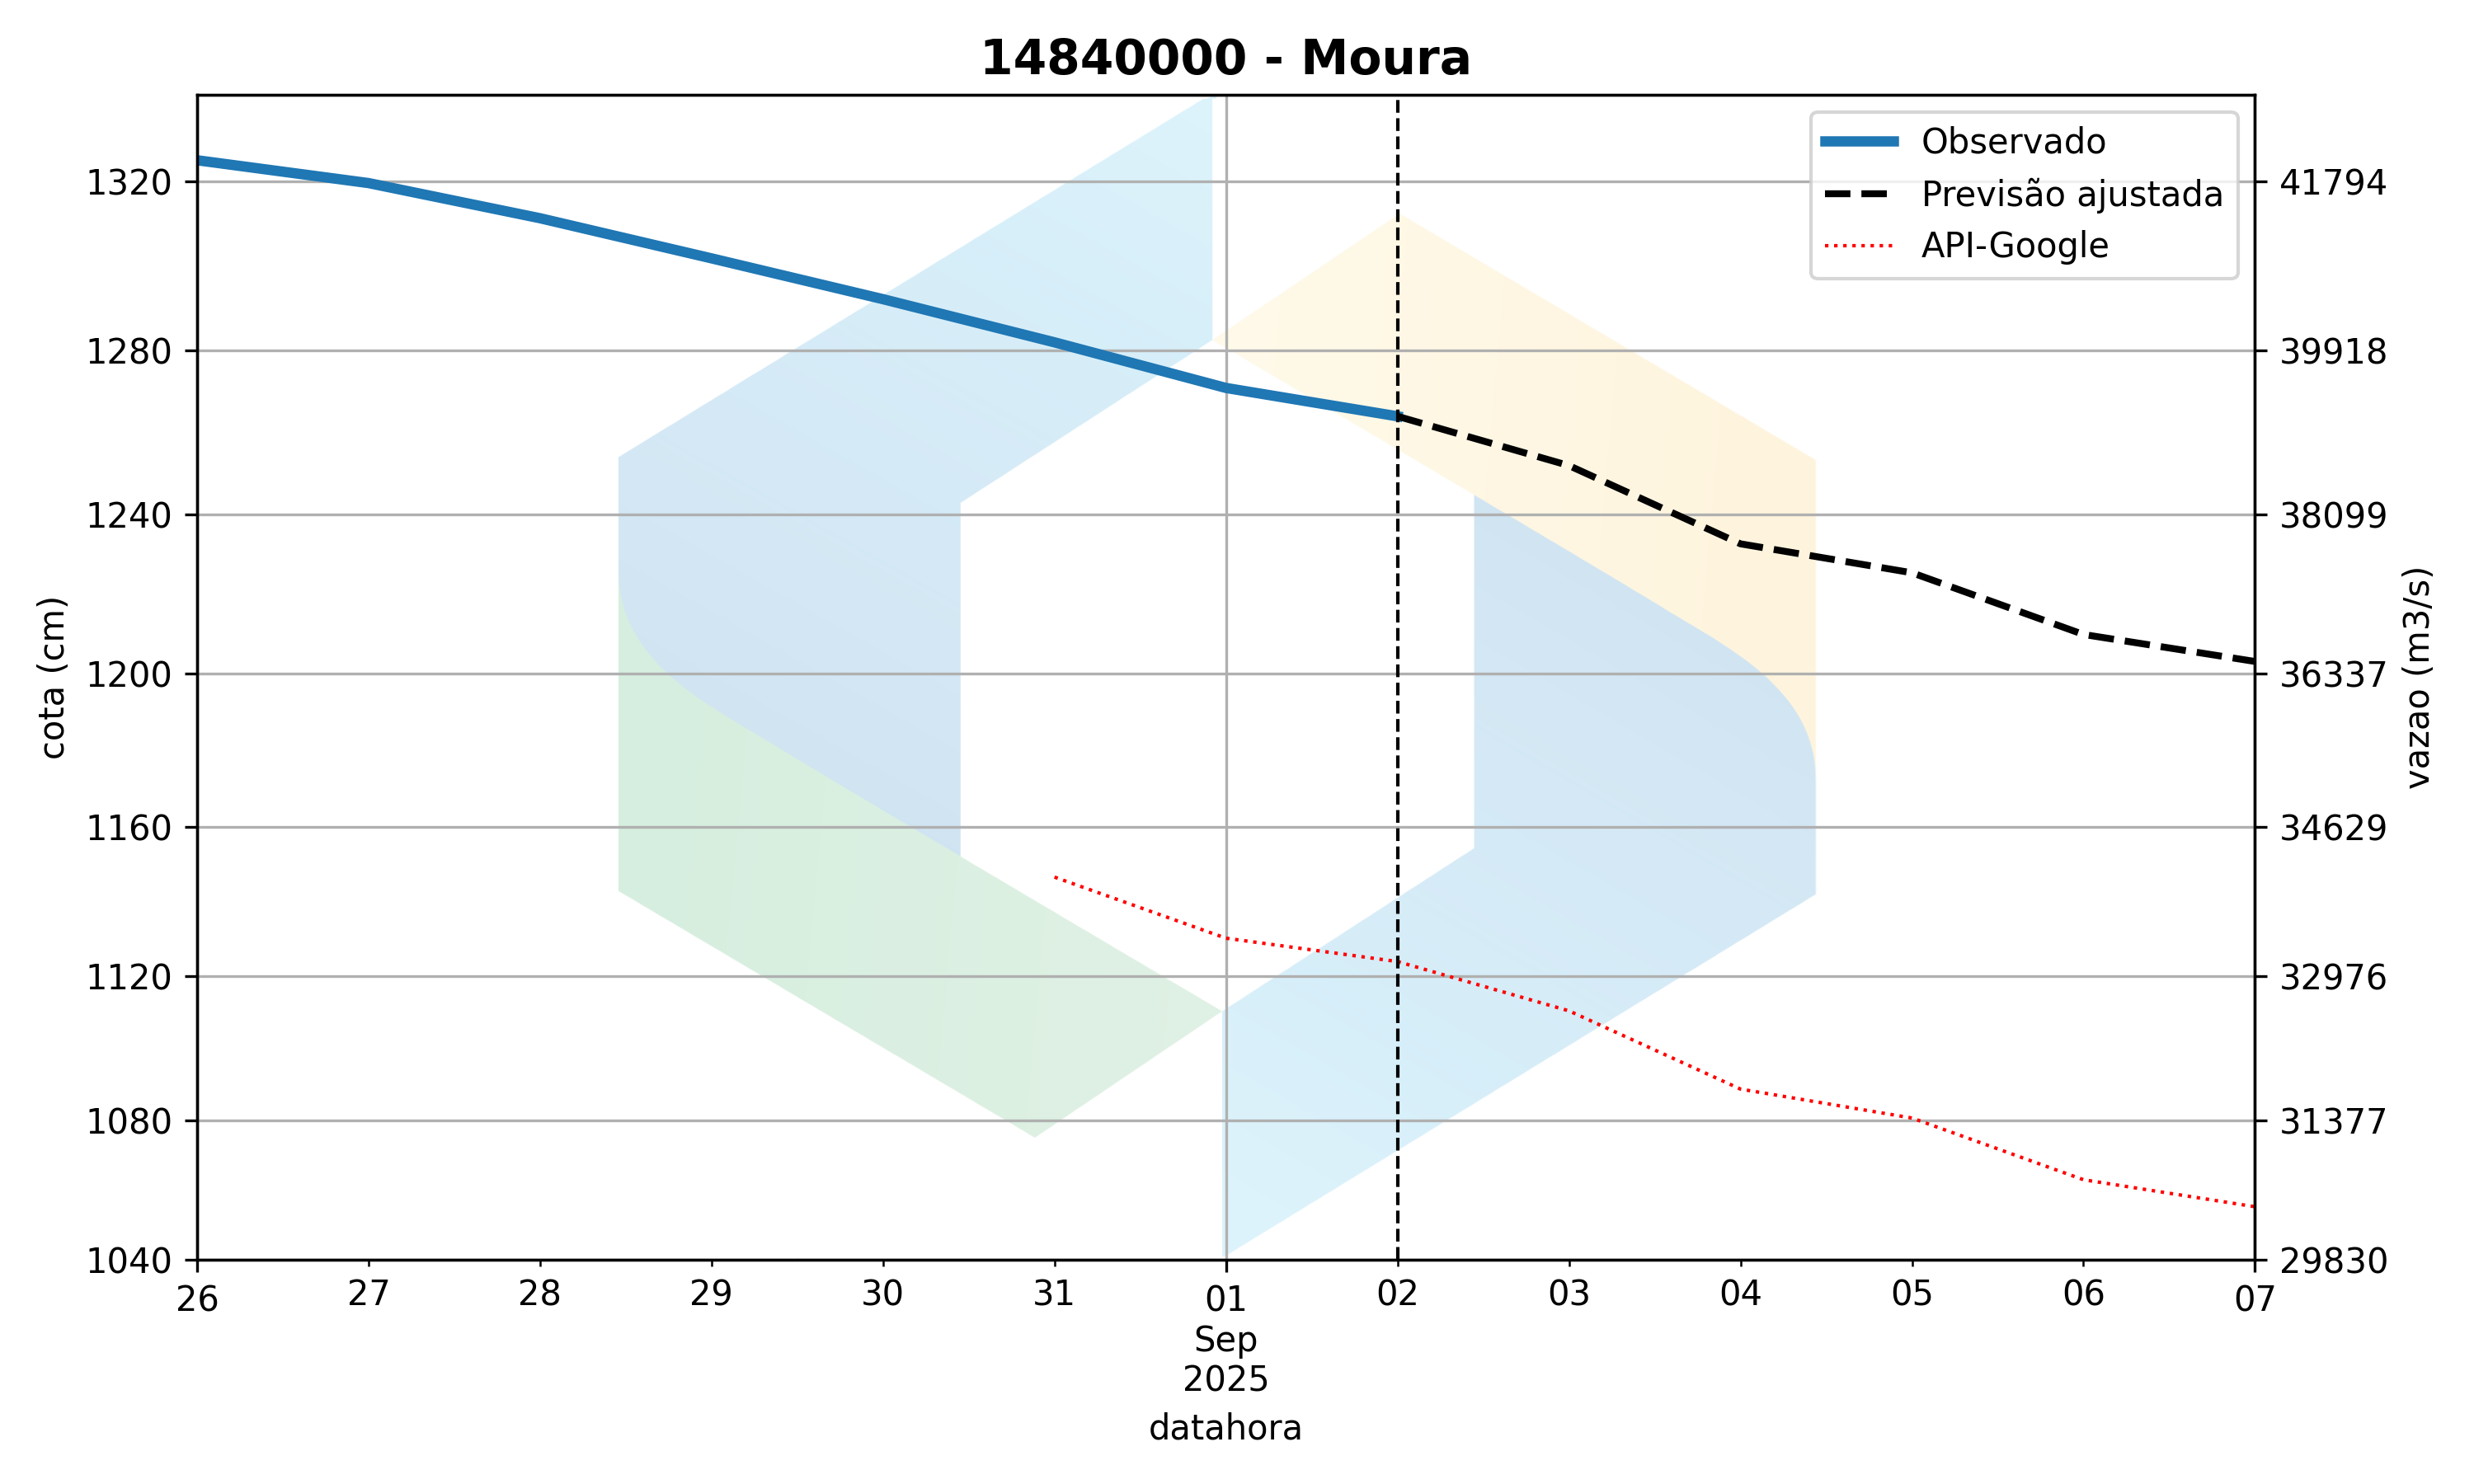 14840000 - Moura
Observado
Previsão ajustada
API-Google
1320
1280
1240
1200
1160
1120
1080
1040
cota (cm)
41794
39918
38099
36337
34629
32976
31377
29830
vazao (m3/s)
26 27 28 29 30 31 01 02 03 04 05 06 07
Sep
2025
datahora